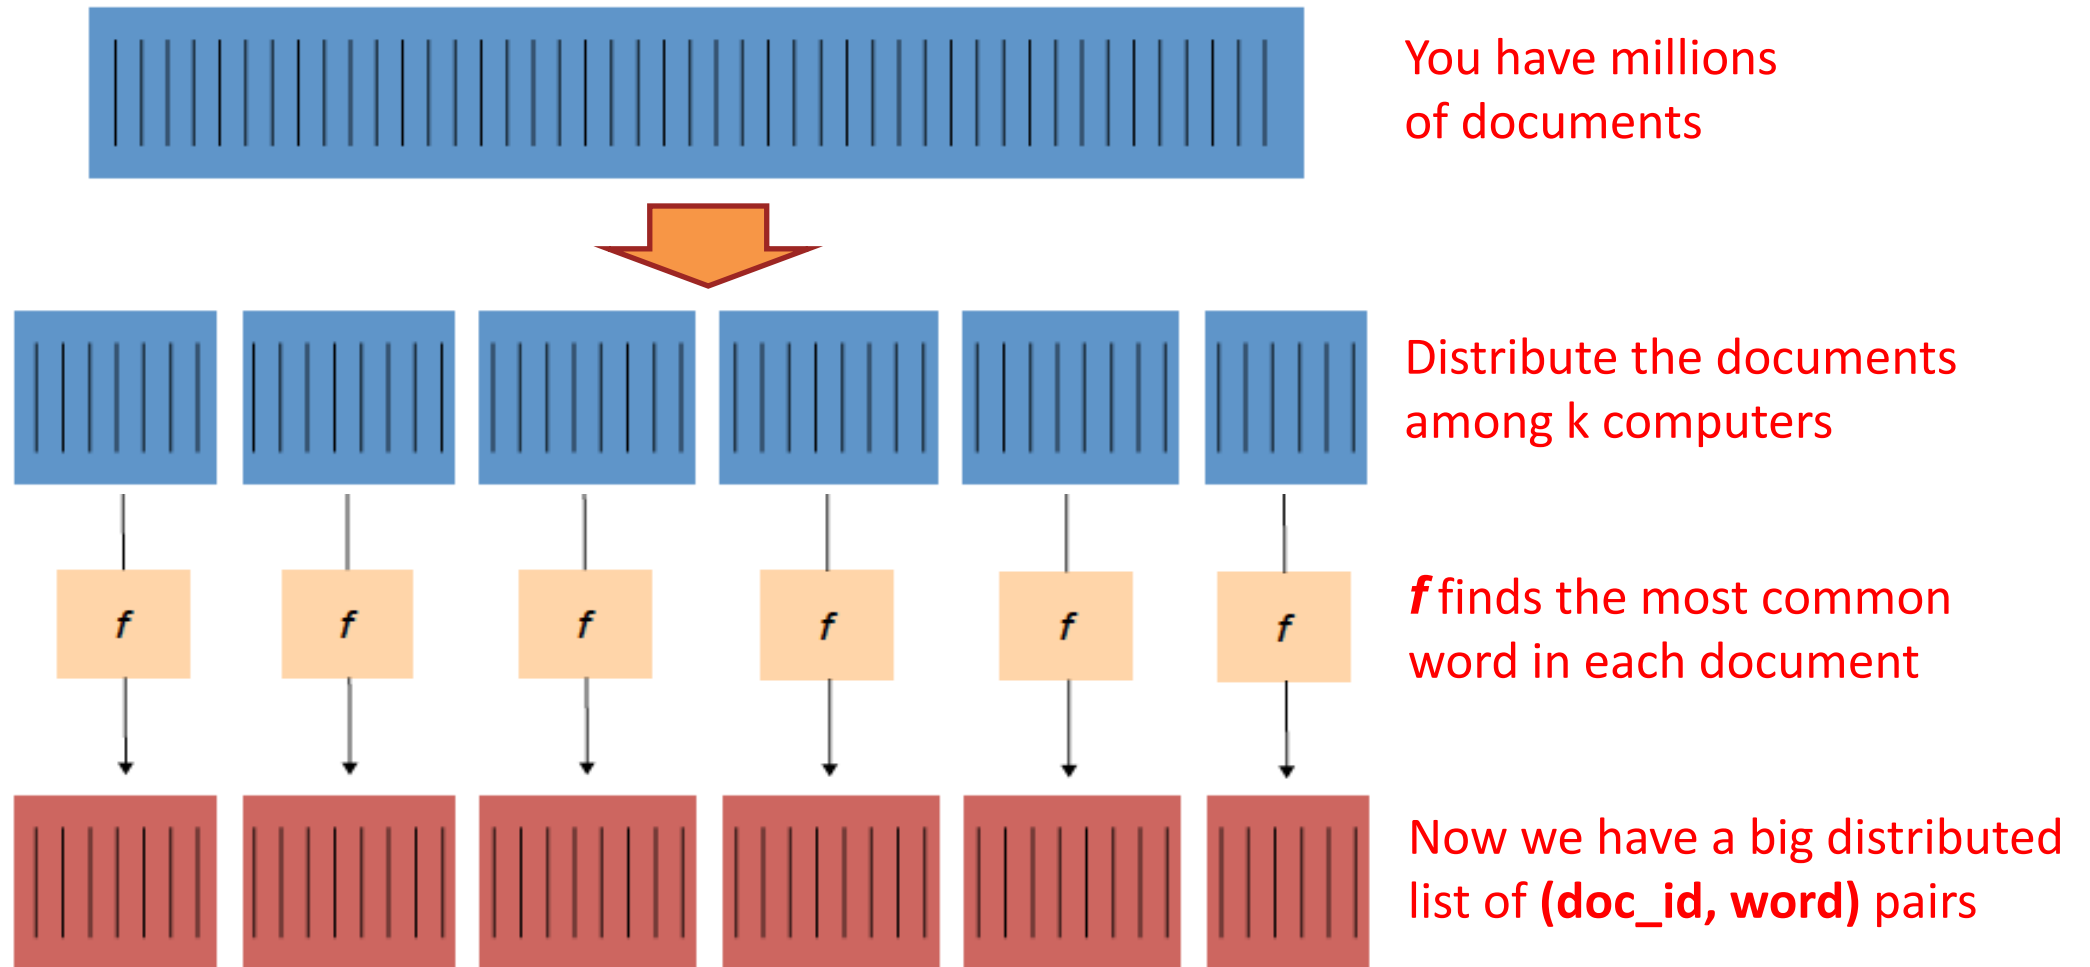 You have millions
of documents
Distribute the documents
among k computers
f f f f f f
f finds the most common
word in each document
Now we have a big distributed
list of (doc_id, word) pairs